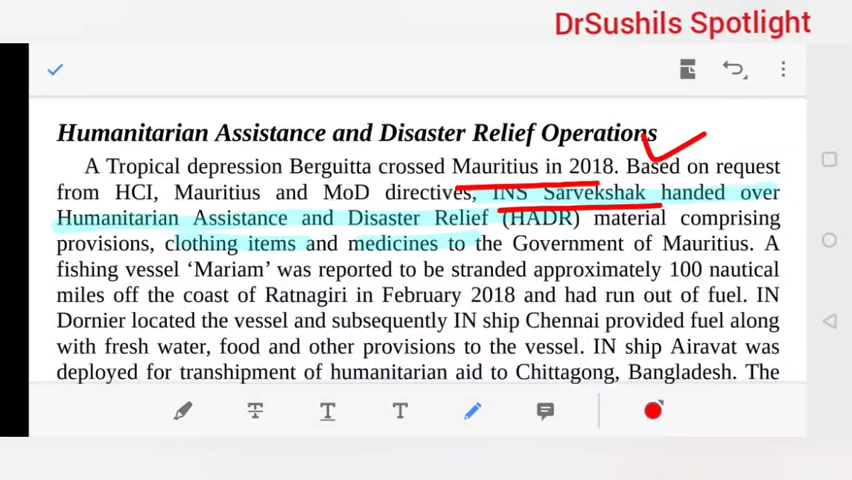 DrSushils Spotlight
Humanitarian Assistance and Disaster Relief Operations
A Tropical depression Berguitta crossed Mauritius in 2018. Based on request
from HCI, Mauritius and MoD directives, INS Sarvekshak handed over
Humanitarian Assistance and Disaster Relief (HADR) material comprising
provisions, clothing items and medicines to the Government of Mauritius. A
fishing vessel ‘Mariam’ was reported to be stranded approximately 100 nautical
miles off the coast of Ratnagiri in February 2018 and had run out of fuel. IN
Dornier located the vessel and subsequently IN ship Chennai provided fuel along
with fresh water, food and other provisions to the vessel. IN ship Airavat was
deployed for transhipment of humanitarian aid to Chittagong, Bangladesh. The